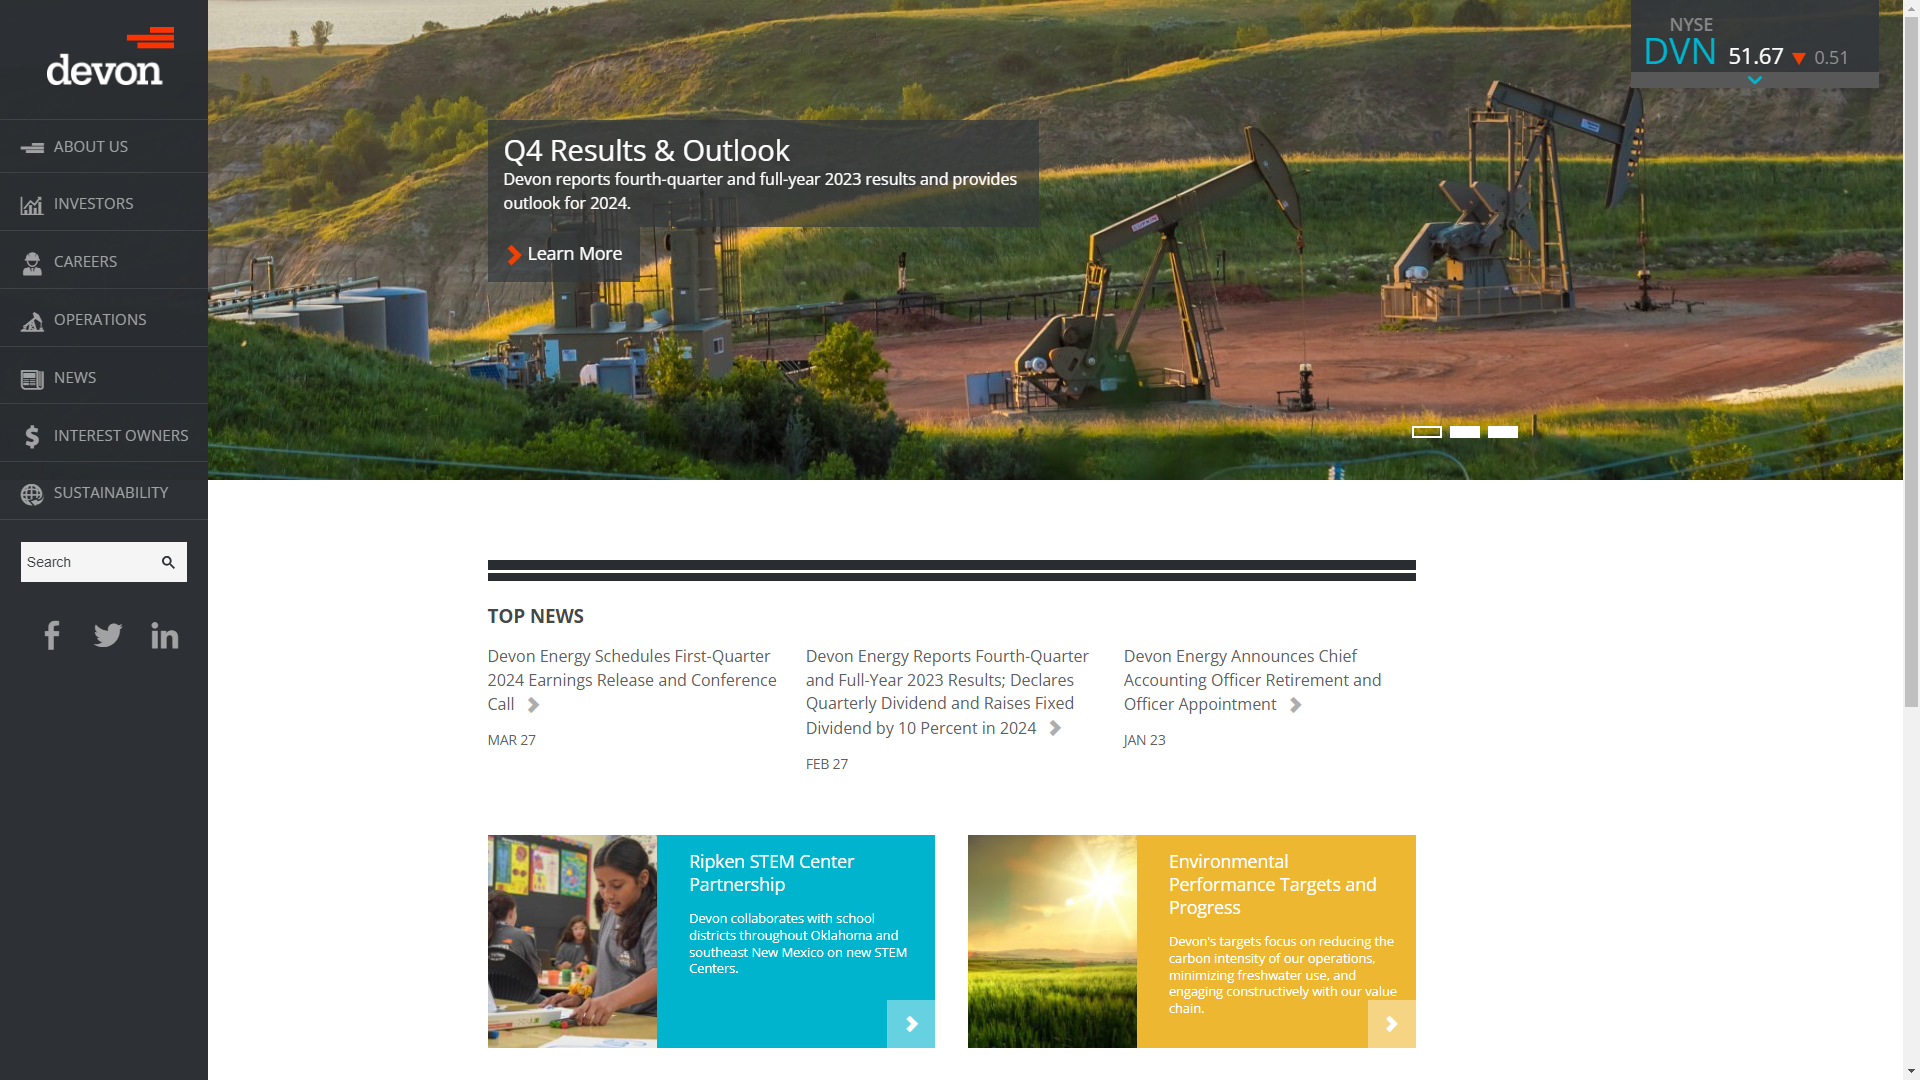 devon
ABOUT US
INVESTORS
CAREERS
OPERATIONS
NEWS
INTEREST OWNERS
SUSTAINABILITY
Search
NYSE
DVN 51.67 0.51
Q4 Results & Outlook
Devon reports fourth-quarter and full-year 2023 results and provides
outlook for 2024.
Learn More
TOP NEWS
Devon Energy Schedules First-Quarter
2024 Earnings Release and Conference
Call
MAR 27
Devon Energy Reports Fourth-Quarter
and Full-Year 2023 Results; Declares
Quarterly Dividend and Raises Fixed
Dividend by 10 Percent in 2024
FEB 27
Devon Energy Announces Chief
Accounting Officer Retirement and
Officer Appointment
JAN 23
Ripken STEM Center
Partnership
Devon collaborates with school
districts throughout Oklahoma and
southeast New Mexico on new STEM
Centers.
Environmental
Performance Targets and
Progress
Devon's targets focus on reducing the
carbon intensity of our operations,
minimizing freshwater use, and
engaging constructively with our value
chain.